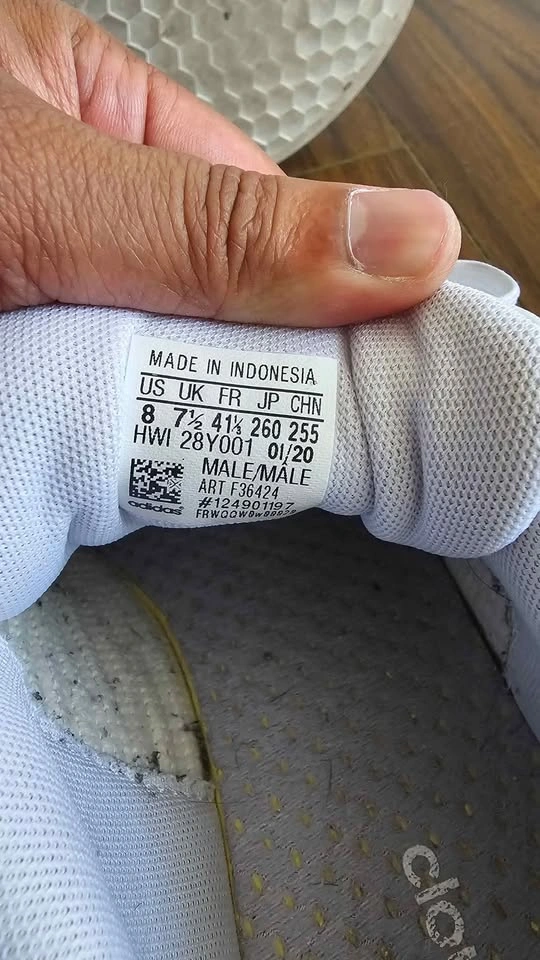 MADE IN INDONESIA
US UK FR JP CHN
8 7½ 41⅓ 260 255
HWI 28Y001 01/20
MALE/MÂLE
ART F36424
#124901197
adidas
clo